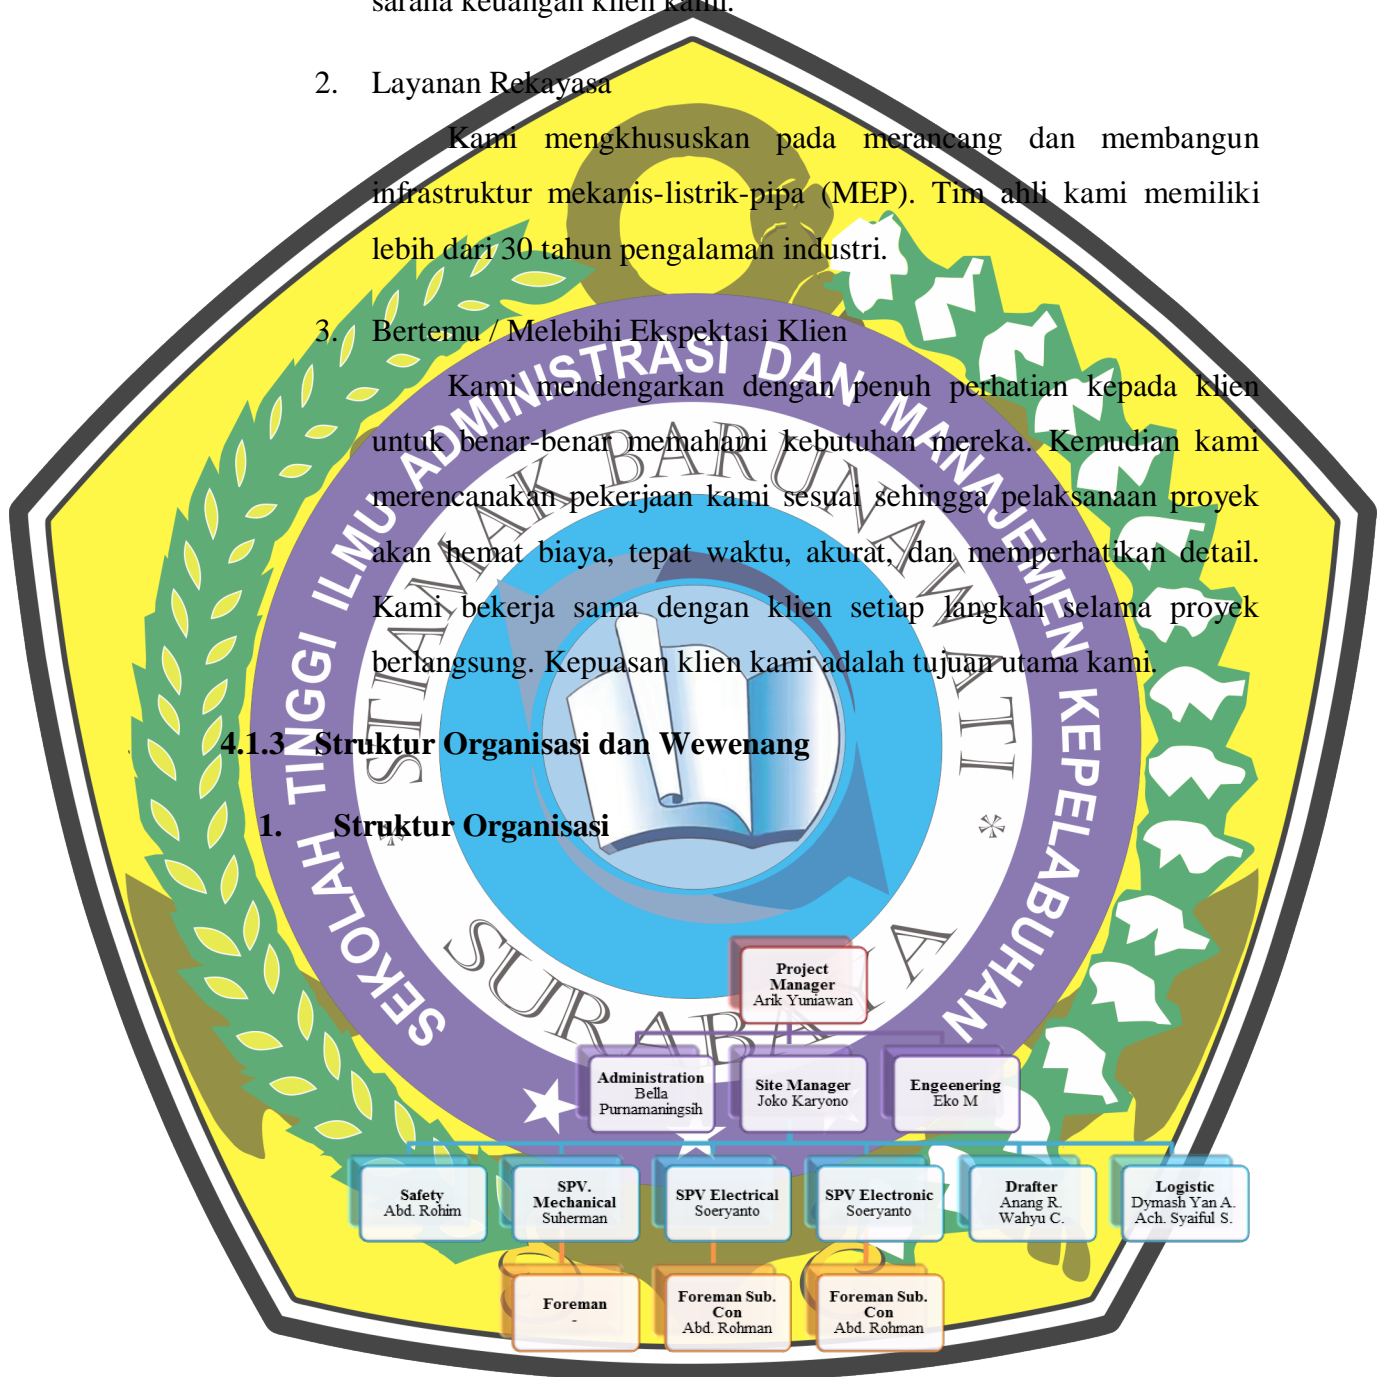 sarana keuangan klien kami.
2. Layanan Rekayasa
Kami mengkhususkan pada merancang dan membangun
infrastruktur mekanis-listrik-pipa (MEP). Tim ahli kami memiliki
lebih dari 30 tahun pengalaman industri.
3. Bertemu / Melebihi Ekspektasi Klien
Kami mendengarkan dengan penuh perhatian kepada klien
untuk benar-benar memahami kebutuhan mereka. Kemudian kami
merencanakan pekerjaan kami sesuai sehingga pelaksanaan proyek
akan hemat biaya, tepat waktu, akurat, dan memperhatikan detail.
Kami bekerja sama dengan klien setiap langkah selama proyek
berlangsung. Kepuasan klien kami adalah tujuan utama kami.
4.1.3 Struktur Organisasi dan Wewenang
1. Struktur Organisasi
Project
Manager
Arik Yuniawan
Administration
Bella
Purnamaningsih
Site Manager
Joko Karyono
Engeenering
Eko M
Safety
Abd. Rohim
SPV.
Mechanical
Suherman
SPV Electrical
Soeryanto
SPV Electronic
Soeryanto
Drafter
Anang R.
Wahyu C.
Logistic
Dymash Yan A.
Ach. Syaiful S.
Foreman
-
Foreman Sub.
Con
Abd. Rohman
Foreman Sub.
Con
Abd. Rohman
SEKOLAH TINGGI ILMU ADMINISTRASI DAN MANAJEMEN KEPELABUHAN
* STIAMAK BARUNAWATI *
SURABAYA